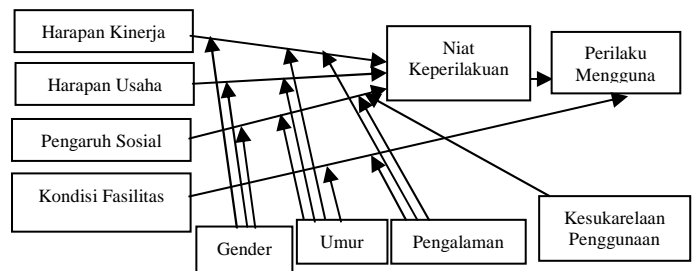 Harapan Kinerja
Harapan Usaha
Pengaruh Sosial
Kondisi Fasilitas
Niat
Keperilakuan
Perilaku
Mengguna
Gender
Umur
Pengalaman
Kesukarelaan
Penggunaan